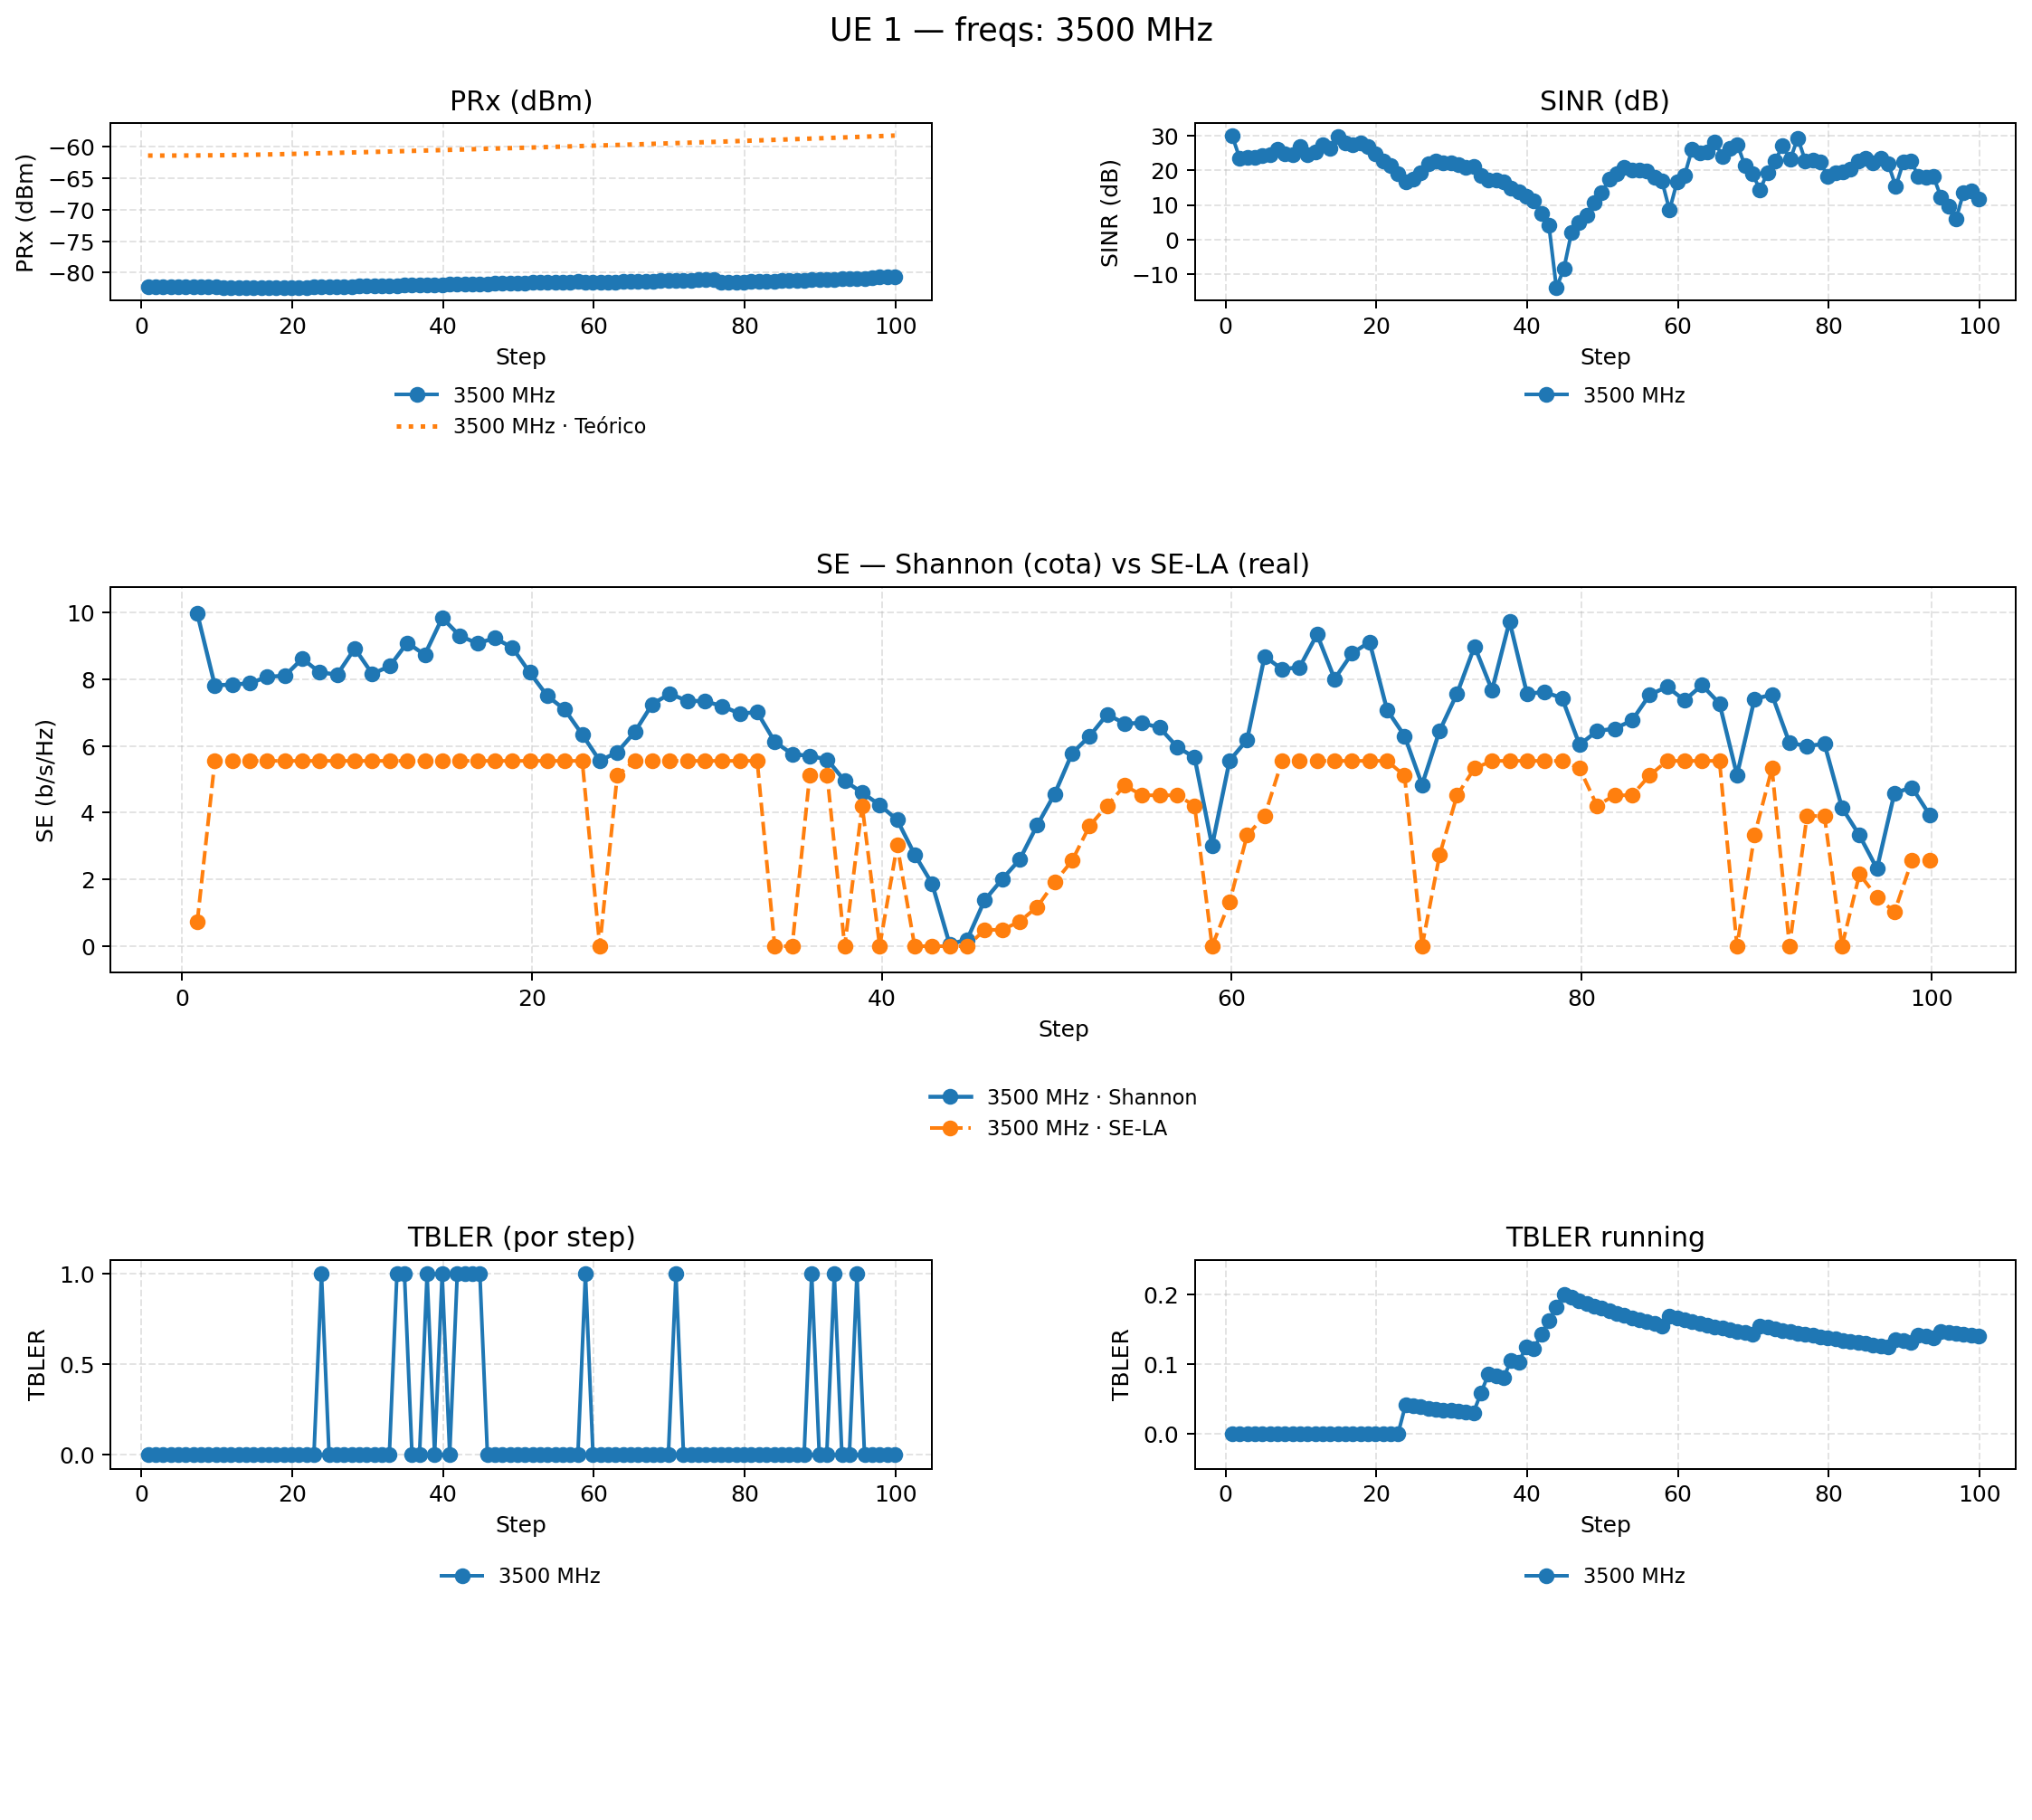 UE 1 — freqs: 3500 MHz
PRx (dBm)
PRx (dBm)
−60
−65
−70
−75
−80
0 20 40 60 80 100
Step
3500 MHz
3500 MHz · Teórico
SINR (dB)
SINR (dB)
30
20
10
0
−10
0 20 40 60 80 100
Step
3500 MHz
SE — Shannon (cota) vs SE-LA (real)
SE (b/s/Hz)
10
8
6
4
2
0
0 20 40 60 80 100
Step
3500 MHz · Shannon
3500 MHz · SE-LA
TBLER (por step)
TBLER
1.0
0.5
0.0
0 20 40 60 80 100
Step
3500 MHz
TBLER running
TBLER
0.2
0.1
0.0
0 20 40 60 80 100
Step
3500 MHz